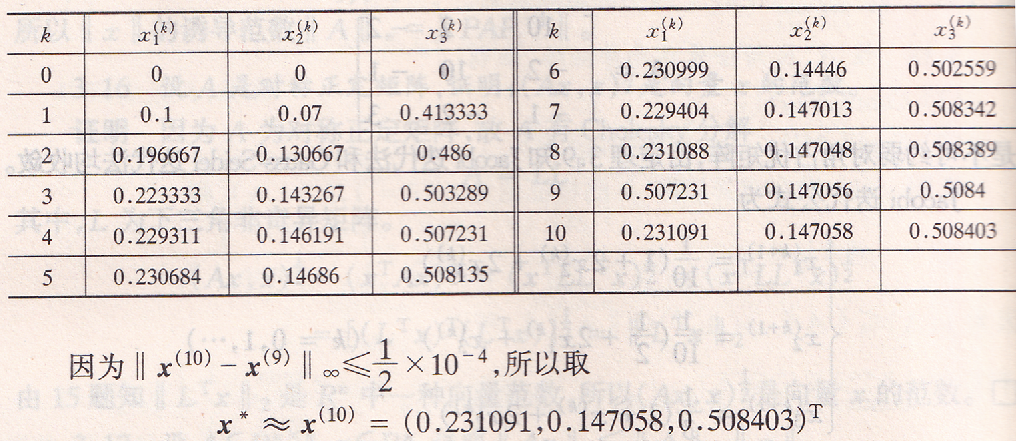 k x₁⁽ᵏ⁾ x₂⁽ᵏ⁾ x₃⁽ᵏ⁾ k x₁⁽ᵏ⁾ x₂⁽ᵏ⁾ x₃⁽ᵏ⁾
0 0 0 0 6 0.230999 0.14446 0.502559
1 0.1 0.07 0.413333 7 0.229404 0.147013 0.508342
2 0.196667 0.130667 0.486 8 0.231088 0.147048 0.508389
3 0.223333 0.143267 0.503289 9 0.507231 0.147056 0.5084
4 0.229311 0.146191 0.507231 10 0.231091 0.147058 0.508403
5 0.230684 0.14686 0.508135
因为 ‖ x⁽¹⁰⁾ − x⁽⁹⁾ ‖∞ ≤ 1/2 × 10⁻⁴,所以取
x* ≈ x⁽¹⁰⁾ = (0.231091,0.147058,0.508403)ᵀ